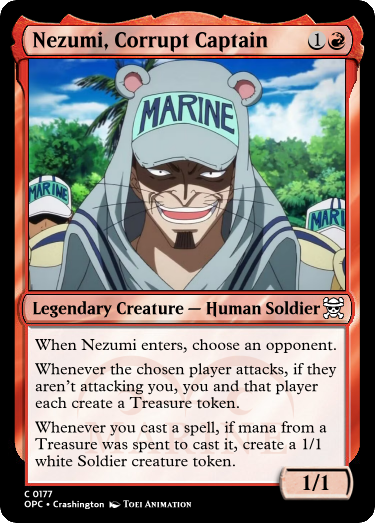 Nezumi, Corrupt Captain 1
MARINE
MARINE
MARINE
Legendary Creature — Human Soldier
When Nezumi enters, choose an opponent.
Whenever the chosen player attacks, if they
aren't attacking you, you and that player
each create a Treasure token.
Whenever you cast a spell, if mana from a
Treasure was spent to cast it, create a 1/1
white Soldier creature token.
1/1
C 0177
OPC • Crashington TOEI ANIMATION